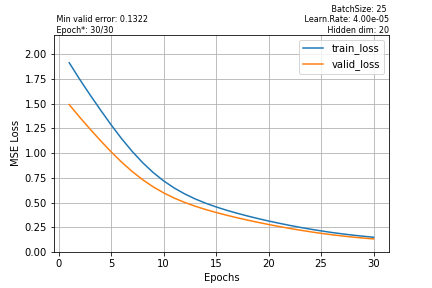 BatchSize: 25
Min valid error: 0.1322 Learn.Rate: 4.00e-05
Epoch*: 30/30 Hidden dim: 20
train_loss
valid_loss
2.00
1.75
1.50
1.25
1.00
0.75
0.50
0.25
0.00
MSE Loss
0 5 10 15 20 25 30
Epochs